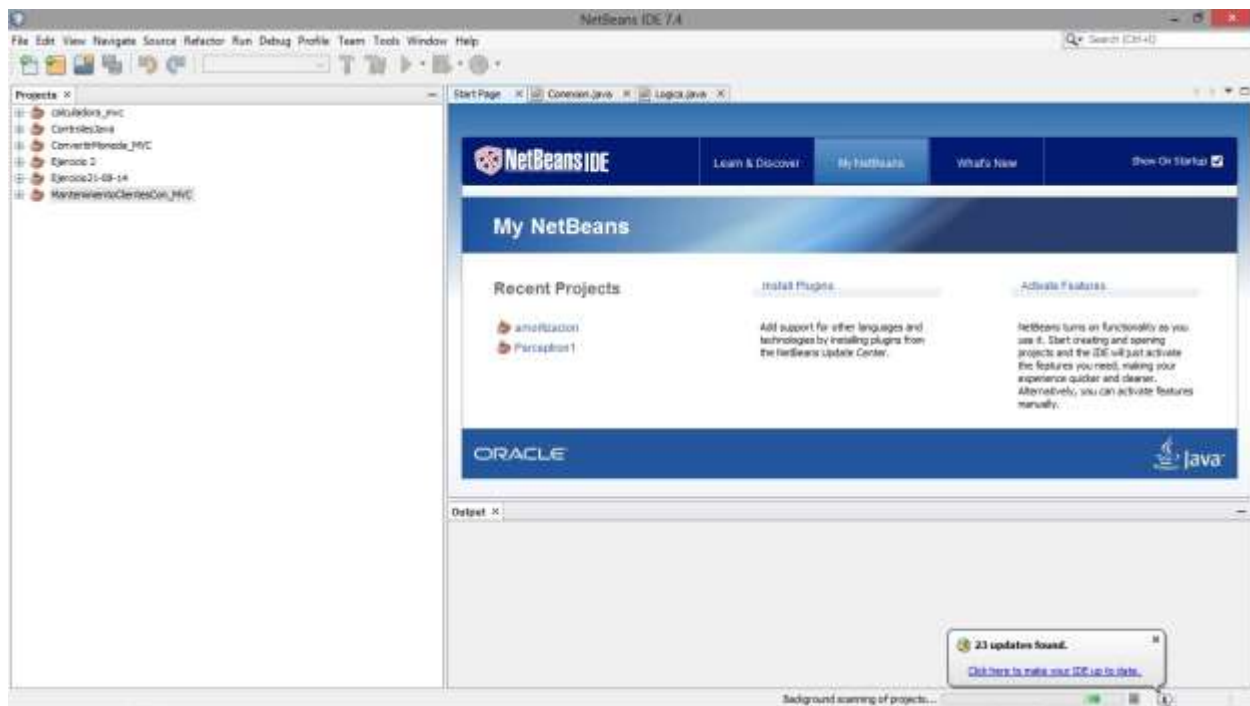 NetBeans IDE 7.4
File Edit View Navigate Source Refactor Run Debug Profile Team Tools Window Help
Search (Ctrl+I)
Projects
calculadora_mvc
ControlesJava
ConvertirMoneda_MVC
Ejercicio 2
Ejercicio21-08-14
MantenimientoClientesCon_MVC
Start Page
Conexion.java
Logica.java
NetBeans IDE
Learn & Discover
My NetBeans
What's New
Show On Startup
My NetBeans
Recent Projects
amortizacion
Perceptron1
Install Plugins
Add support for other languages and
technologies by installing plugins from
the NetBeans Update Center.
Activate Features
NetBeans turns on functionality as you
use it. Start creating and opening
projects and the IDE will just activate
the features you need, making your
experience quicker and cleaner.
Alternatively, you can activate features
manually.
ORACLE
Java
Output
23 updates found.
Click here to make your IDE up to date.
Background scanning of projects...